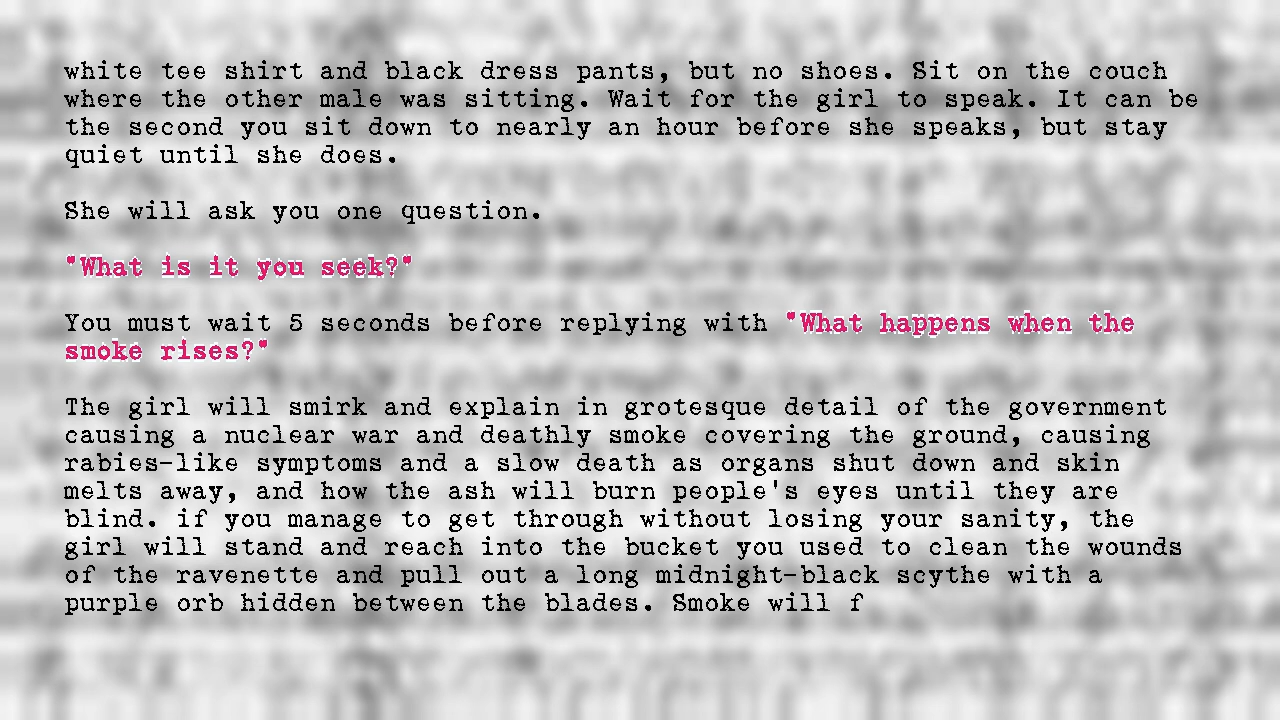 white tee shirt and black dress pants, but no shoes. Sit on the couch
where the other male was sitting. Wait for the girl to speak. It can be
the second you sit down to nearly an hour before she speaks, but stay
quiet until she does.
She will ask you one question.
"What is it you seek?"
You must wait 5 seconds before replying with "What happens when the
smoke rises?"
The girl will smirk and explain in grotesque detail of the government
causing a nuclear war and deathly smoke covering the ground, causing
rabies-like symptoms and a slow death as organs shut down and skin
melts away, and how the ash will burn people's eyes until they are
blind. if you manage to get through without losing your sanity, the
girl will stand and reach into the bucket you used to clean the wounds
of the ravenette and pull out a long midnight-black scythe with a
purple orb hidden between the blades. Smoke will f